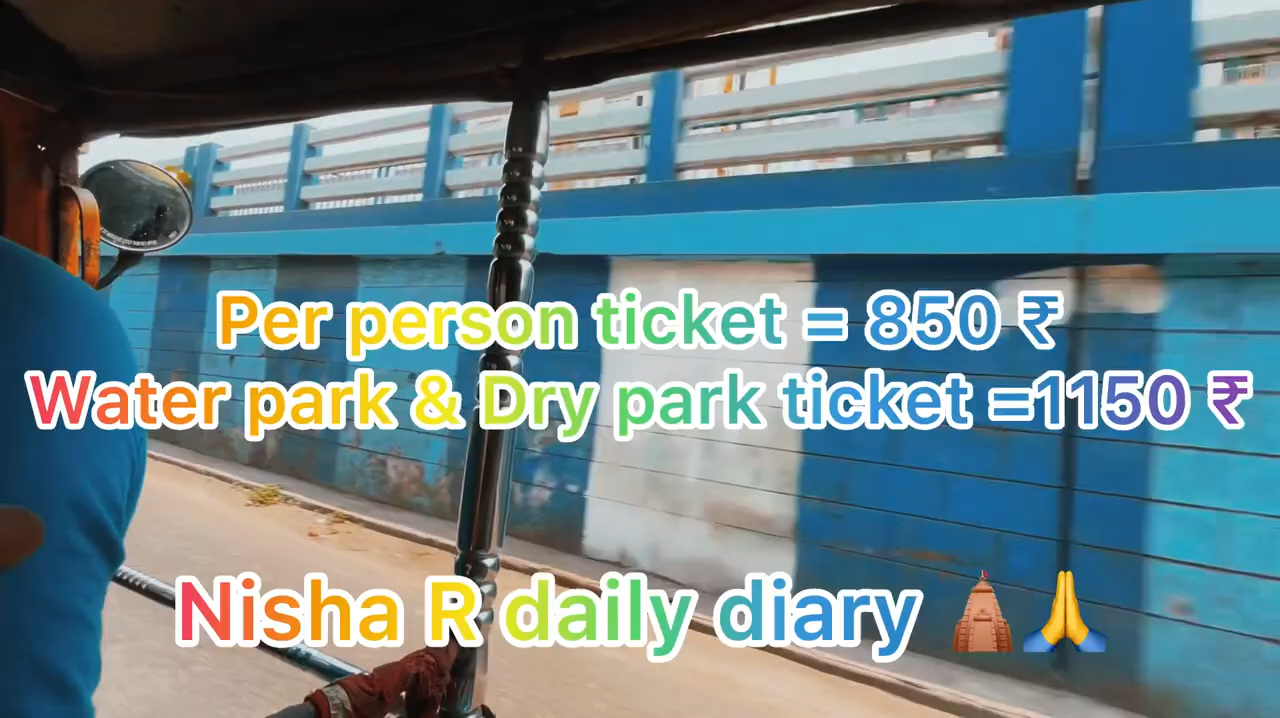 Per person ticket = 850 ₹
Water park & Dry park ticket =1150 ₹
Nisha R daily diary 🛕🙏